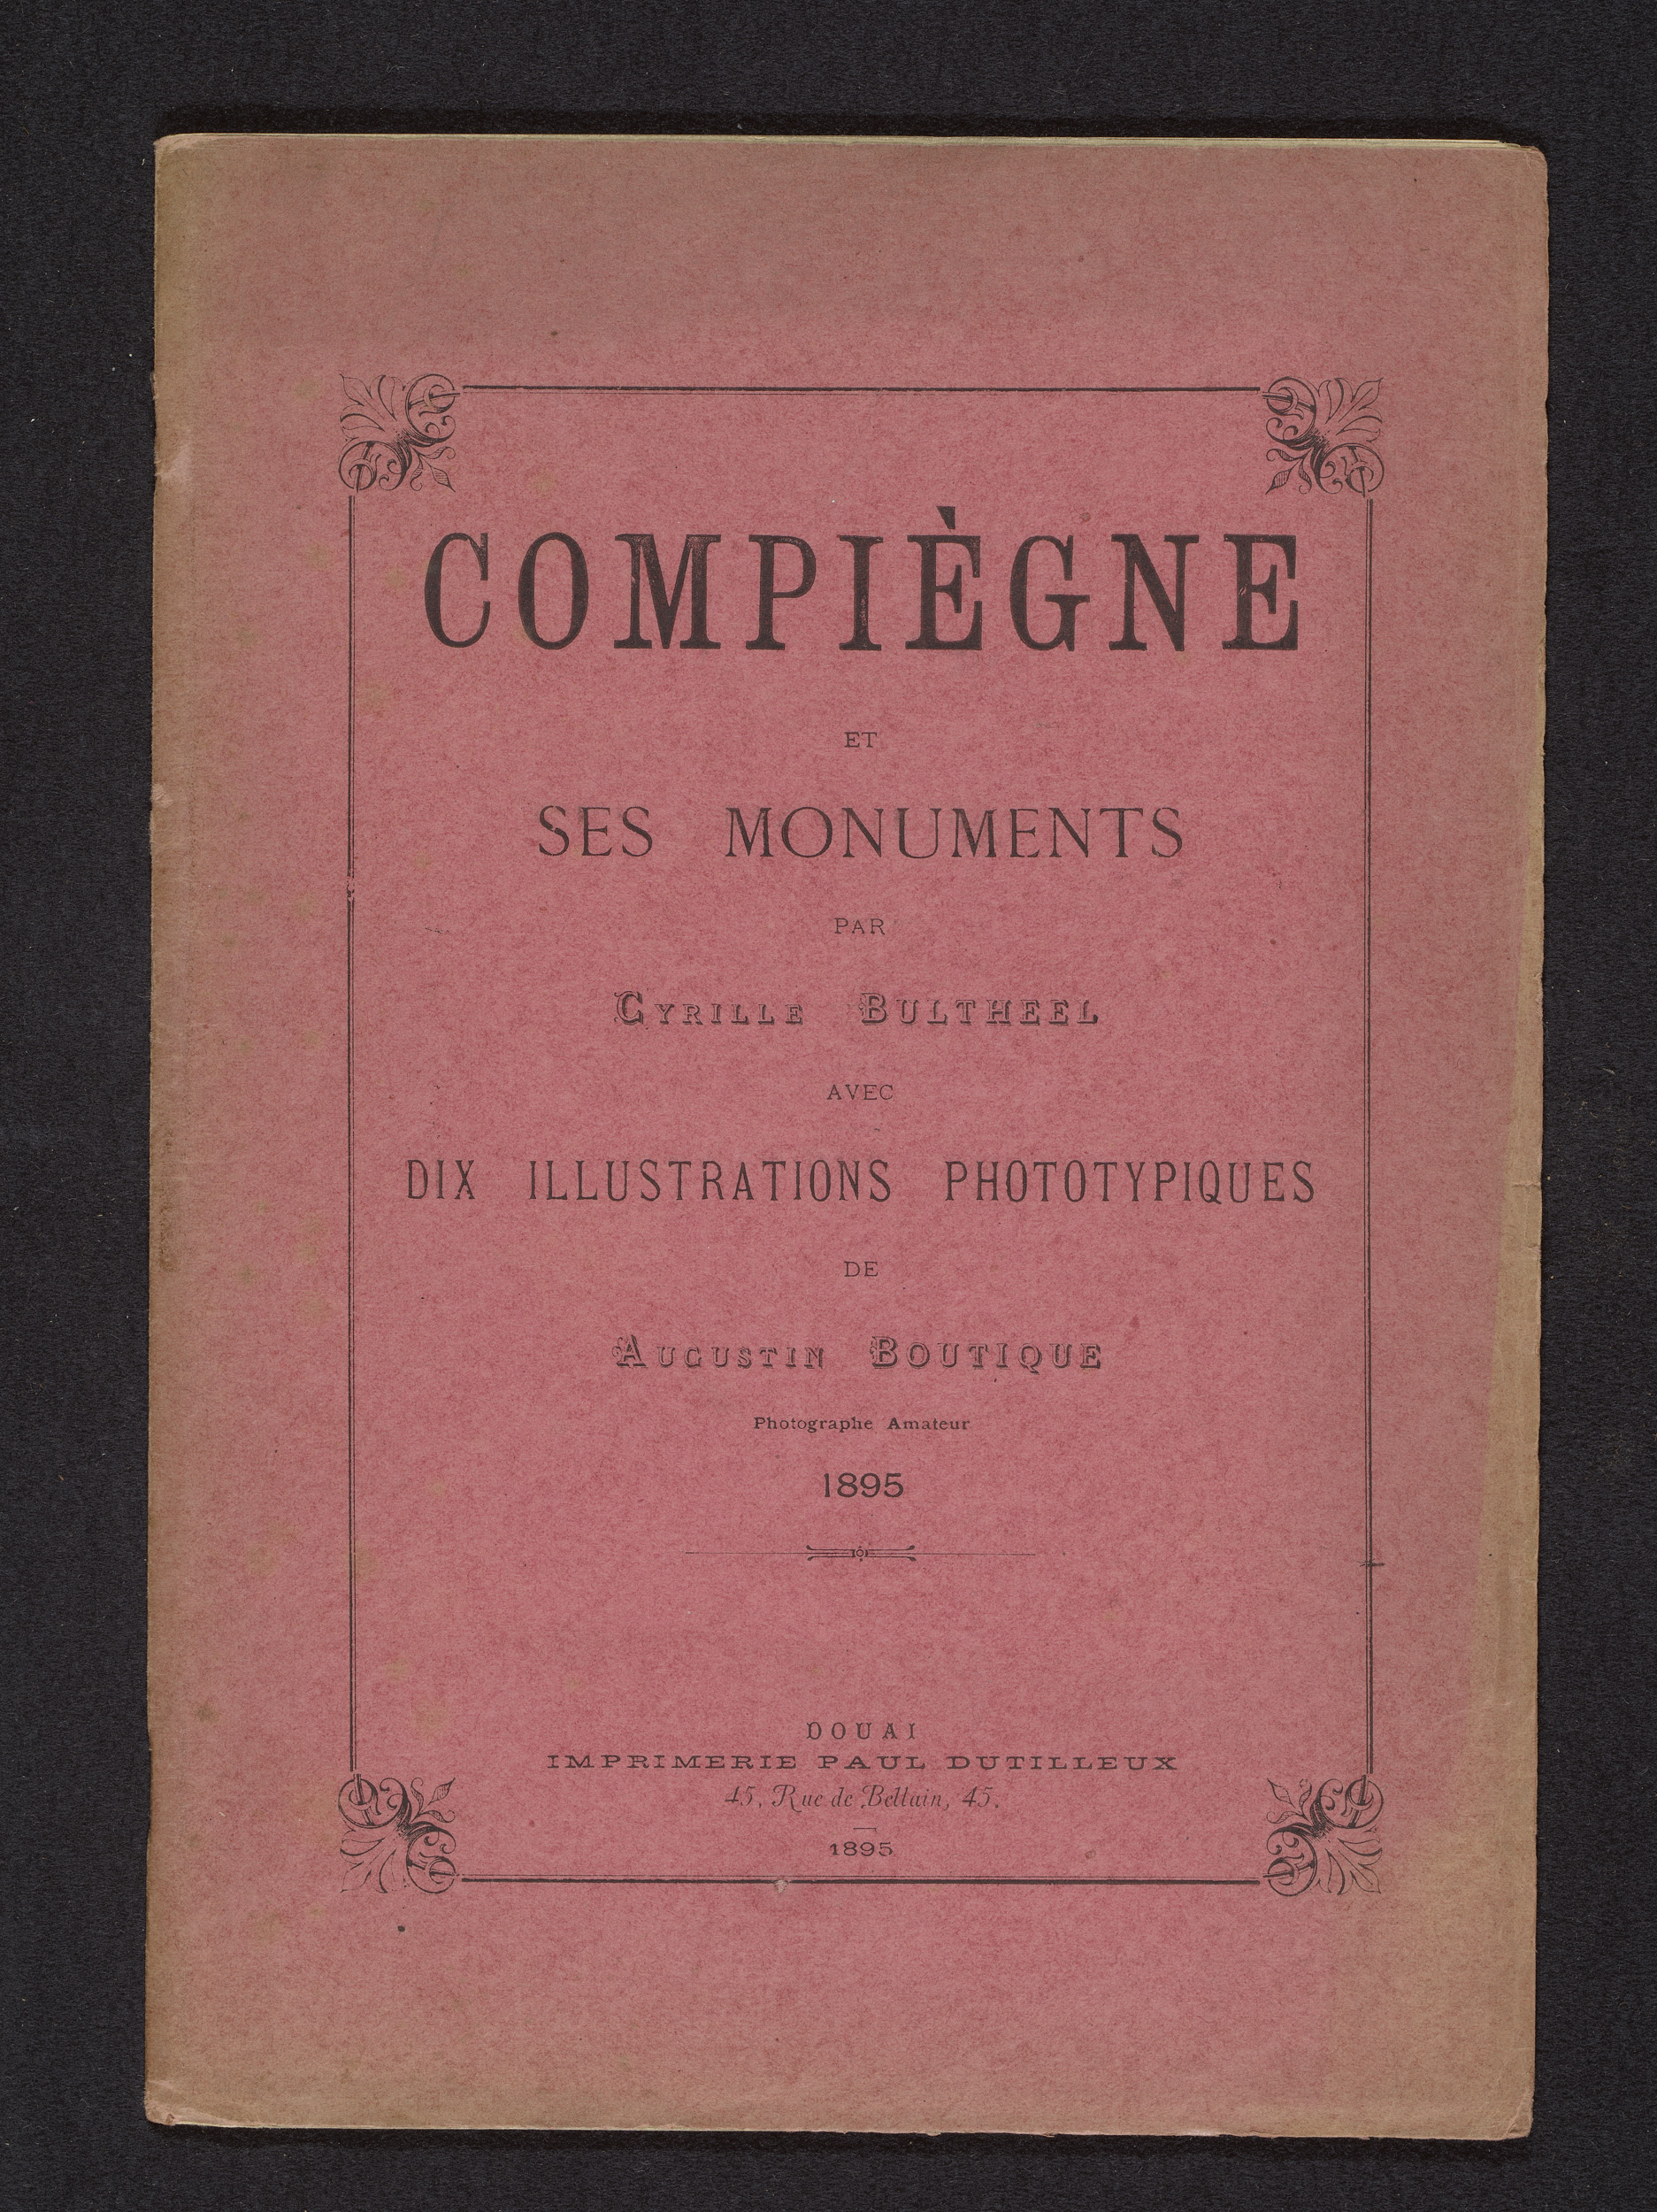 COMPIÈGNE
ET
SES MONUMENTS
PAR
CYRILLE BULTHEEL
AVEC
DIX ILLUSTRATIONS PHOTOTYPIQUES
DE
AUGUSTIN BOUTIQUE
Photographe Amateur
1895
DOUAI
IMPRIMERIE PAUL DUTILLEUX
45, Rue de Bellain, 45.
1895